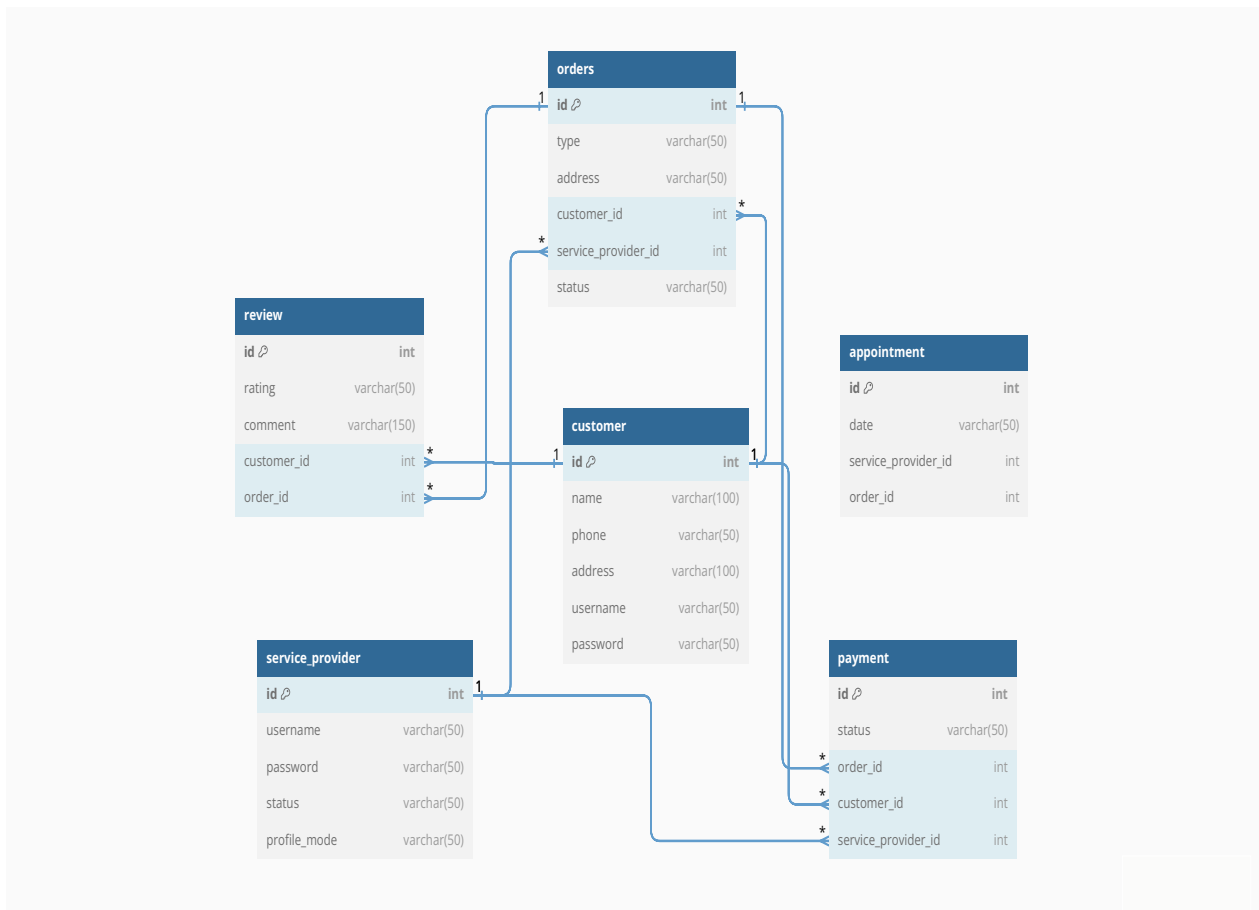 orders
1 id int 1
type varchar(50)
address varchar(50)
customer_id int *
* service_provider_id int
status varchar(50)
review
id int
rating varchar(50)
comment varchar(150)
customer_id int *
order_id int *
appointment
id int
date varchar(50)
service_provider_id int
order_id int
customer
1 id int 1
name varchar(100)
phone varchar(50)
address varchar(100)
username varchar(50)
password varchar(50)
service_provider
id int 1
username varchar(50)
password varchar(50)
status varchar(50)
profile_mode varchar(50)
payment
id int
status varchar(50)
* order_id int
* customer_id int
* service_provider_id int